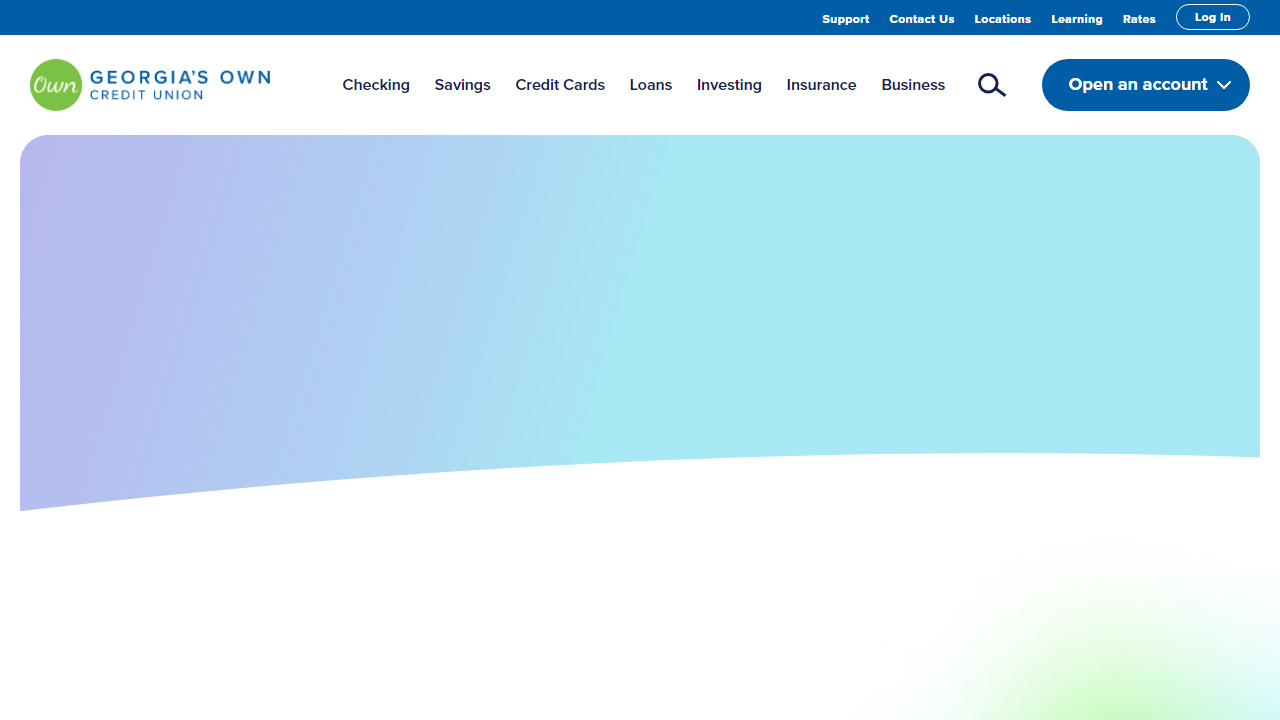 Support Contact Us Locations Learning Rates Log In
Own GEORGIA'S OWN
CREDIT UNION
Checking Savings Credit Cards Loans Investing Insurance Business
Open an account